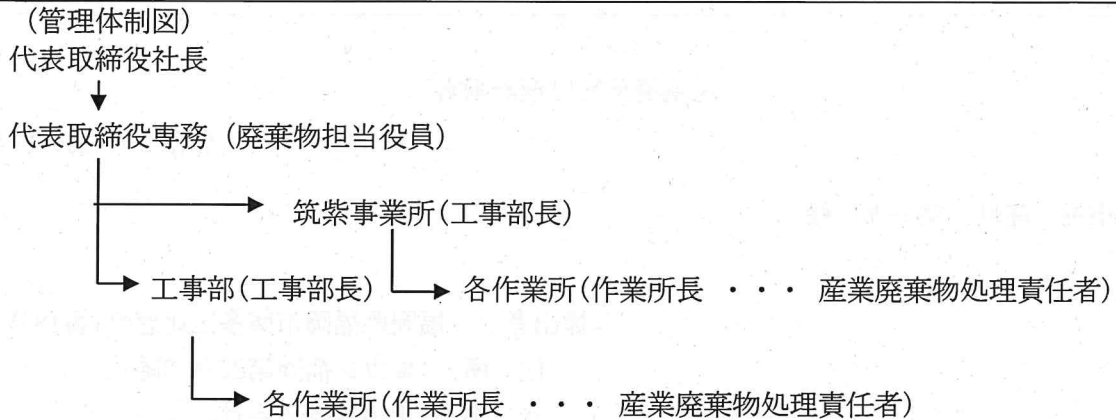 (管理体制図)
代表取締役社長
代表取締役専務(廃棄物担当役員)
筑紫事業所(工事部長)
工事部(工事部長)
各作業所(作業所長 ・・・ 産業廃棄物処理責任者)
各作業所(作業所長 ・・・ 産業廃棄物処理責任者)